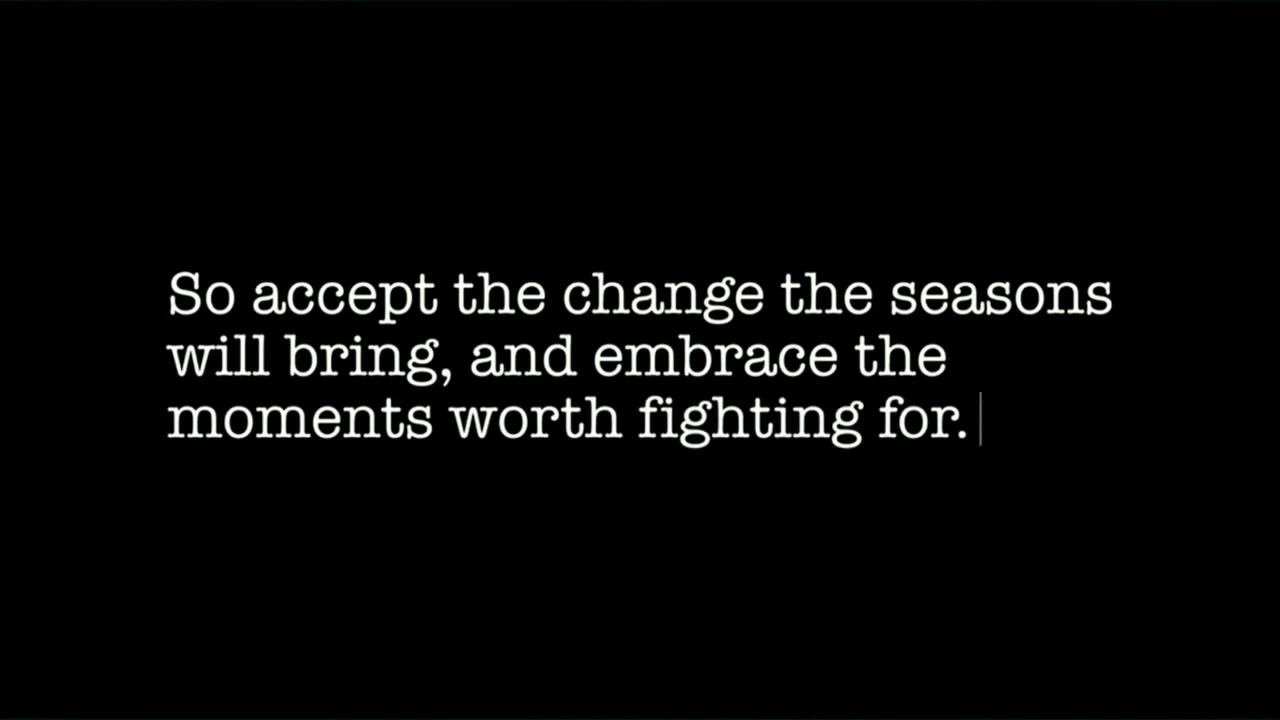 So accept the change the seasons
will bring, and embrace the
moments worth fighting for.